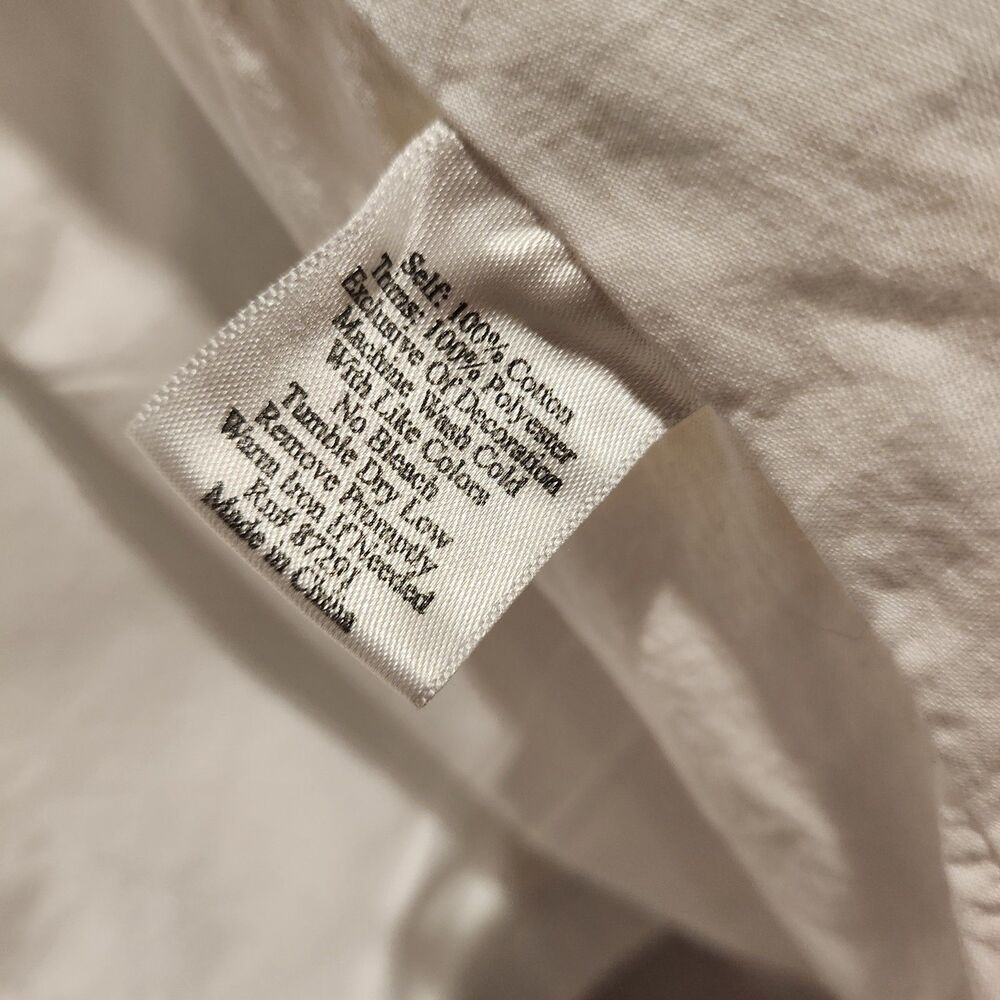 Self: 100% Cotton
Trims: 100% Polyester
Exclusive Of Decoration
Machine Wash Cold
With Like Colors
No Bleach
Tumble Dry Low
Remove Promptly
Warm Iron If Needed
Rn# 87291
Made in China